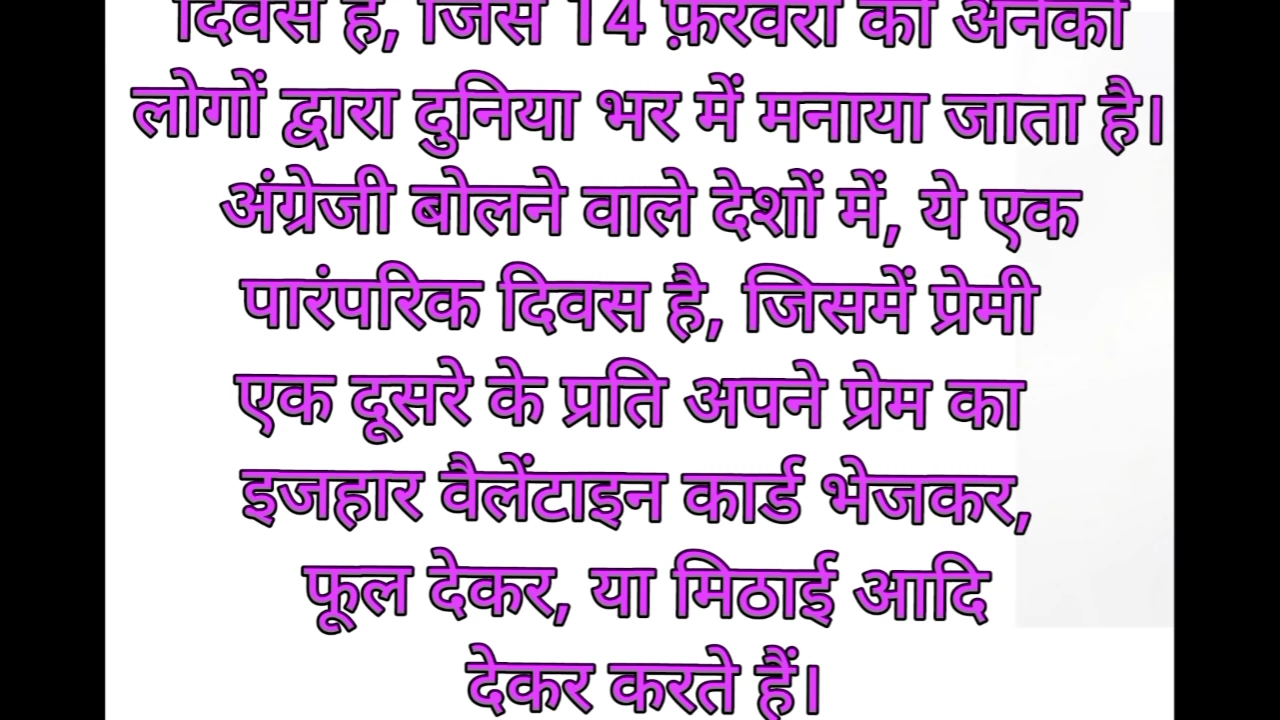 दिवस है, जिसे 14 फ़रवरी को अनेकों
लोगों द्वारा दुनिया भर में मनाया जाता है।
अंग्रेजी बोलने वाले देशों में, ये एक
पारंपरिक दिवस है, जिसमें प्रेमी
एक दूसरे के प्रति अपने प्रेम का
इजहार वैलेंटाइन कार्ड भेजकर,
फूल देकर, या मिठाई आदि
देकर करते हैं।